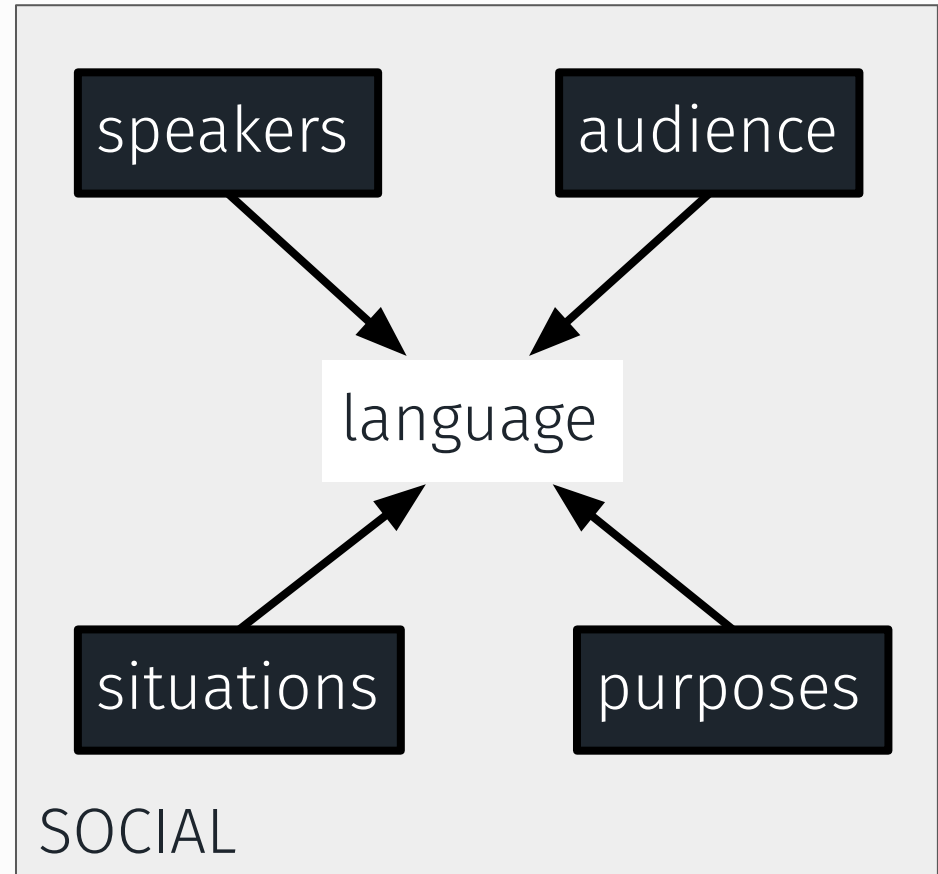 speakers
audience
language
situations
purposes
SOCIAL